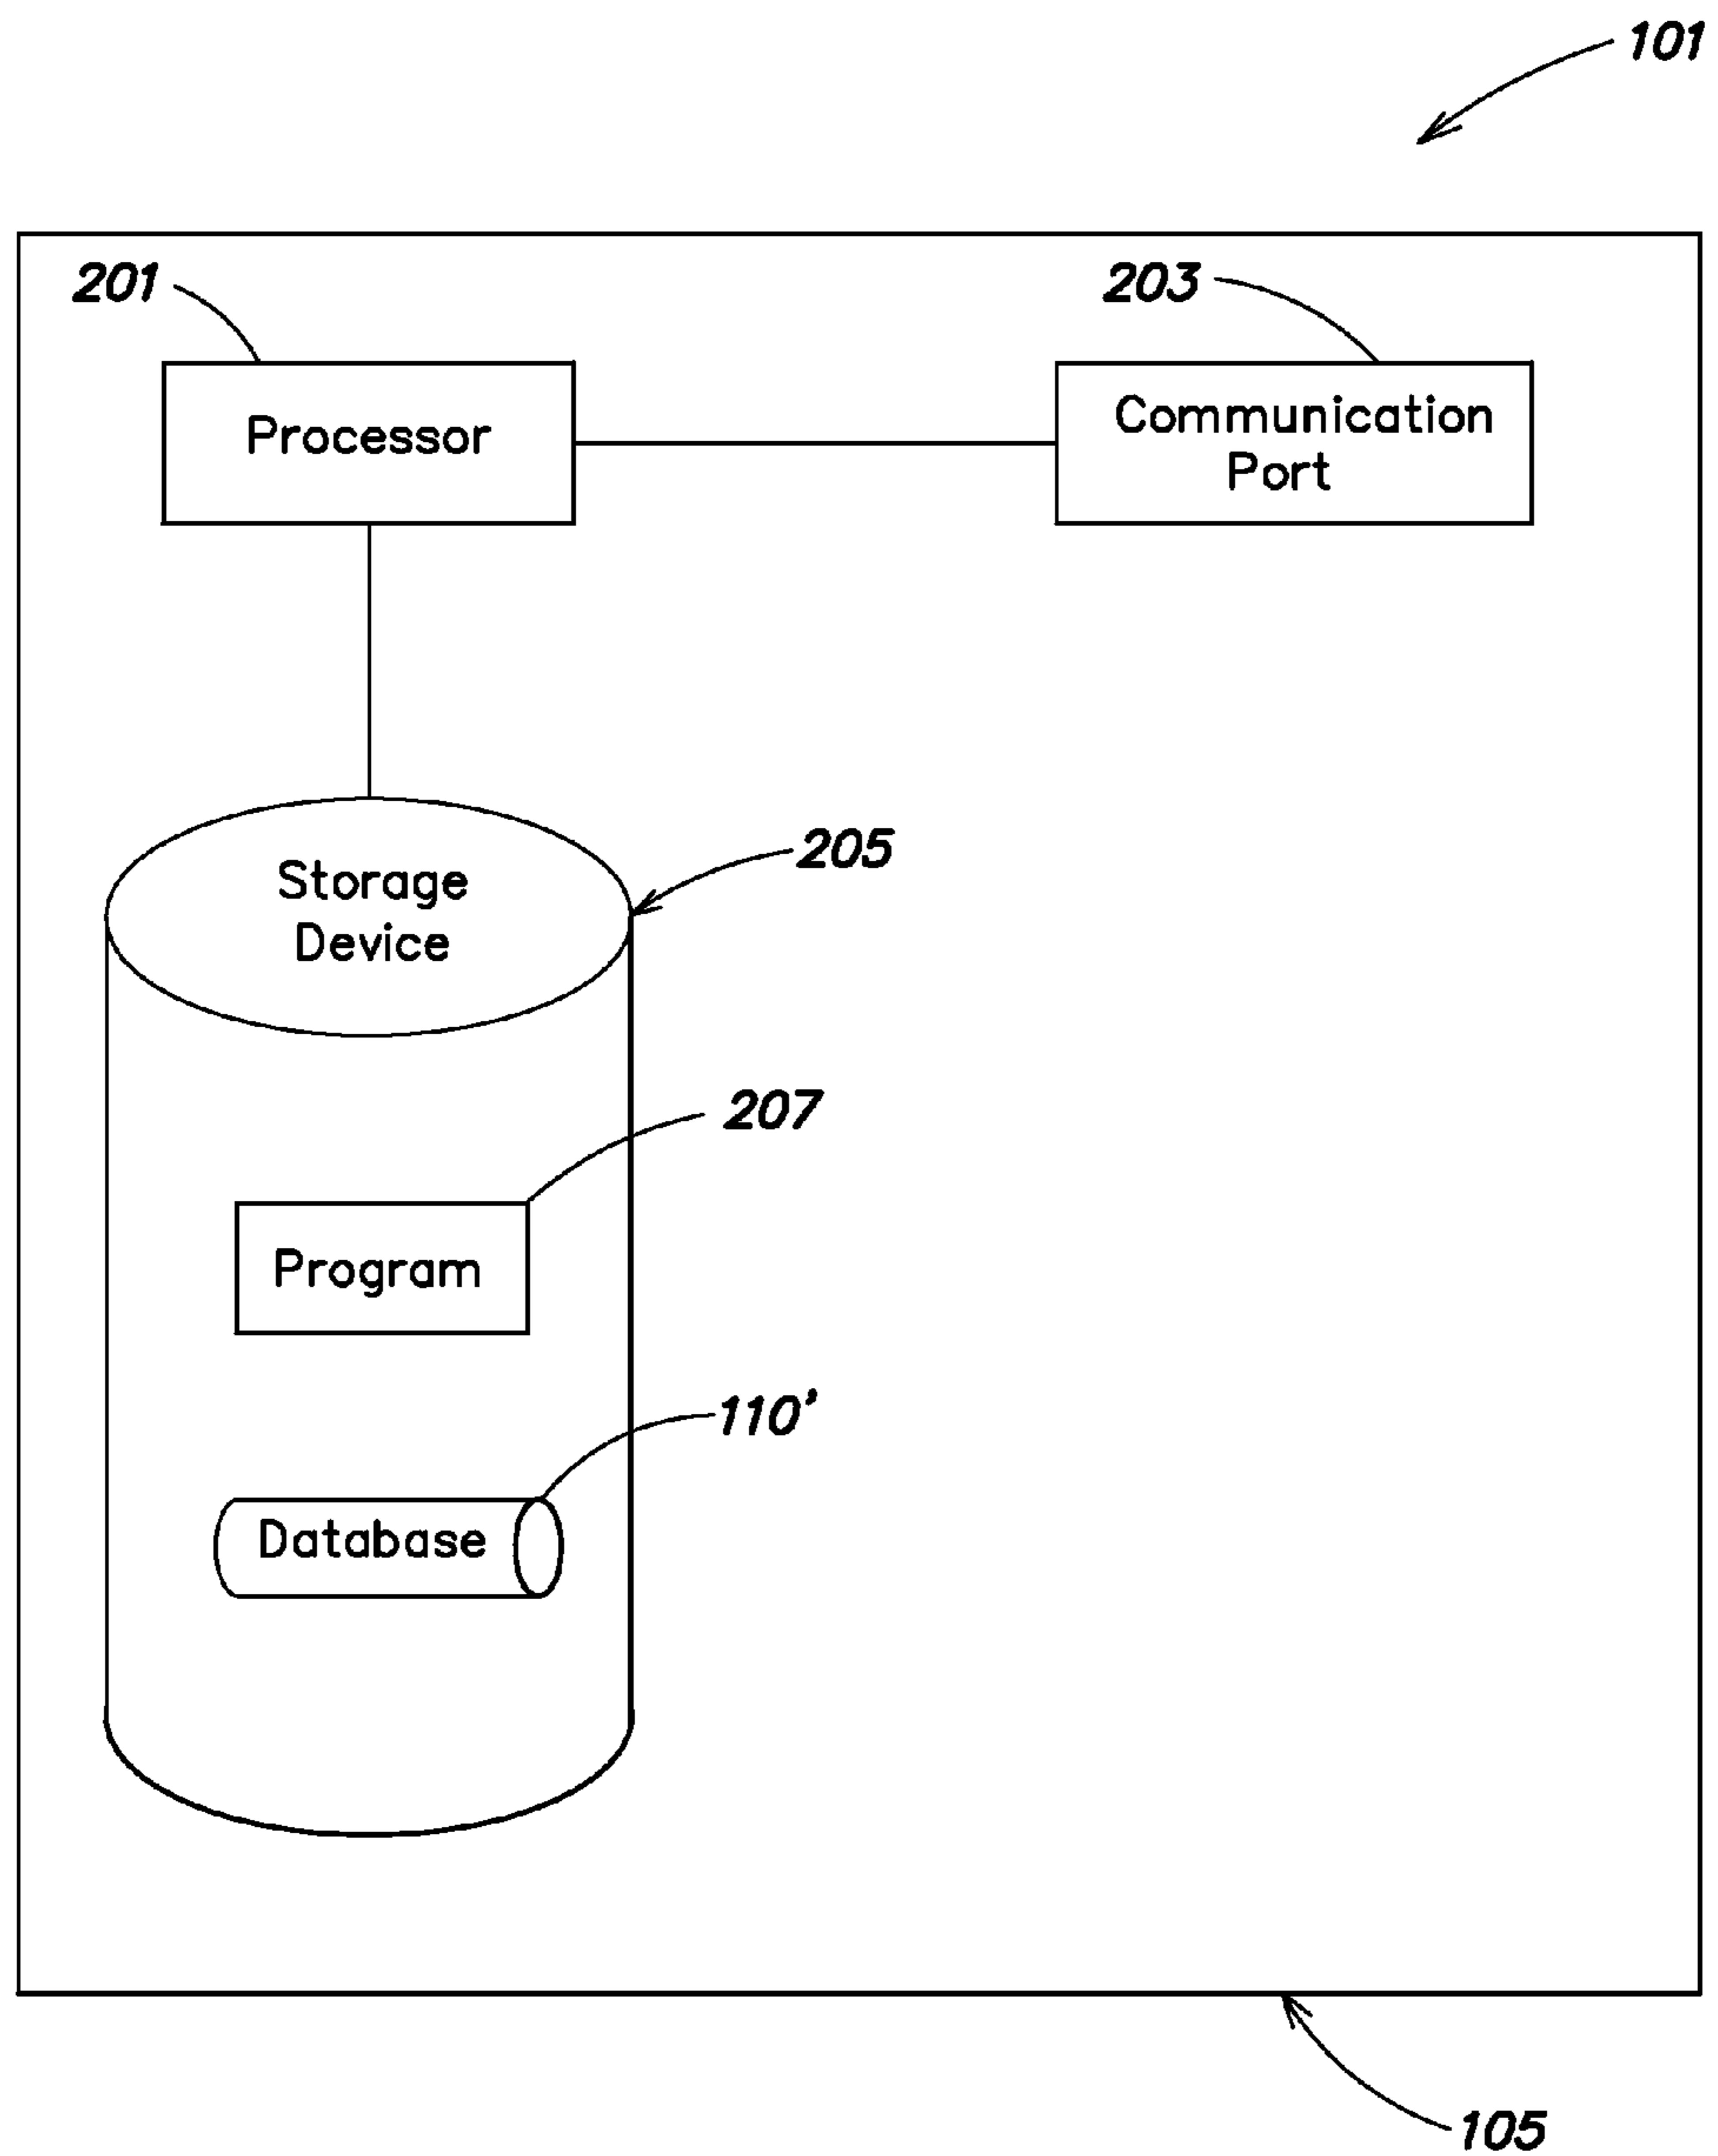 101
201
203
Processor
Communication
Port
Storage
Device
205
207
Program
110'
Database
105